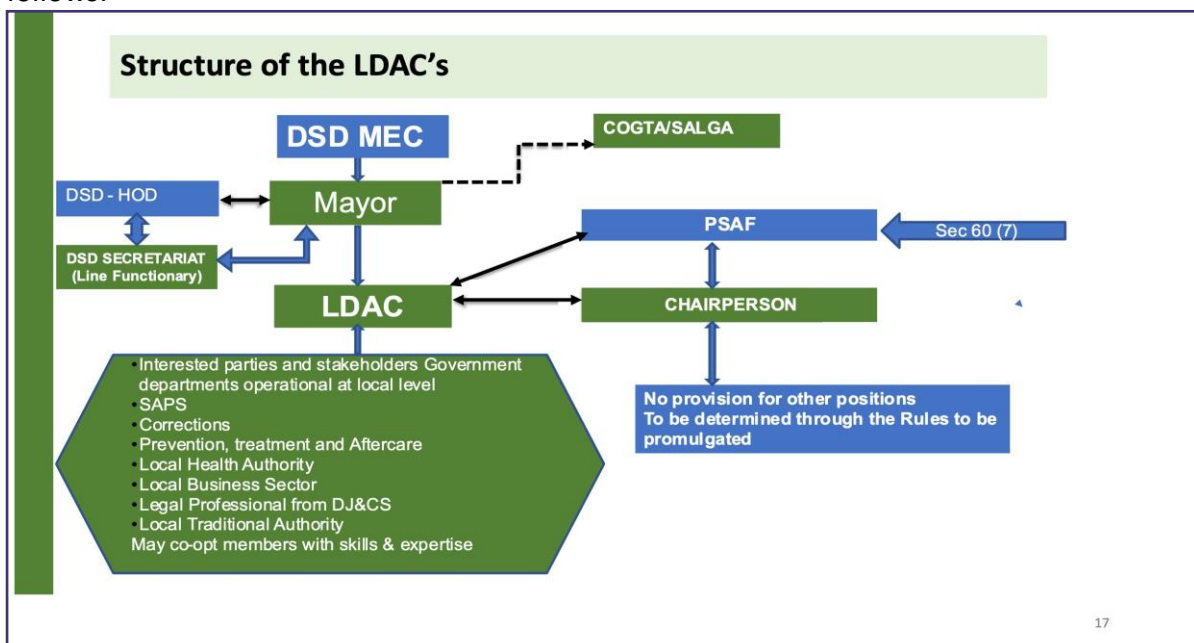 Structure of the LDAC's
DSD MEC
COGTA/SALGA
DSD - HOD
Mayor
PSAF
Sec 60 (7)
DSD SECRETARIAT
(Line Functionary)
LDAC
CHAIRPERSON
•Interested parties and stakeholders Government
departments operational at local level
•SAPS
•Corrections
•Prevention, treatment and Aftercare
•Local Health Authority
•Local Business Sector
•Legal Professional from DJ&CS
•Local Traditional Authority
May co-opt members with skills & expertise
No provision for other positions
To be determined through the Rules to be
promulgated
17